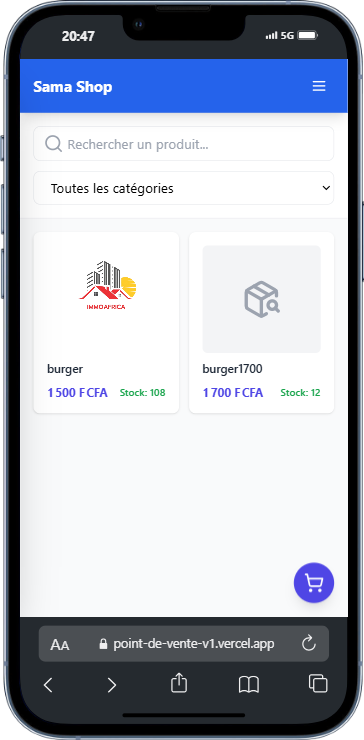 20:47
5G
Sama Shop
Rechercher un produit...
Toutes les catégories
IMMOAFRICA
burger
1 500 F CFA Stock: 108
burger1700
1 700 F CFA Stock: 12
AA point-de-vente-v1.vercel.app